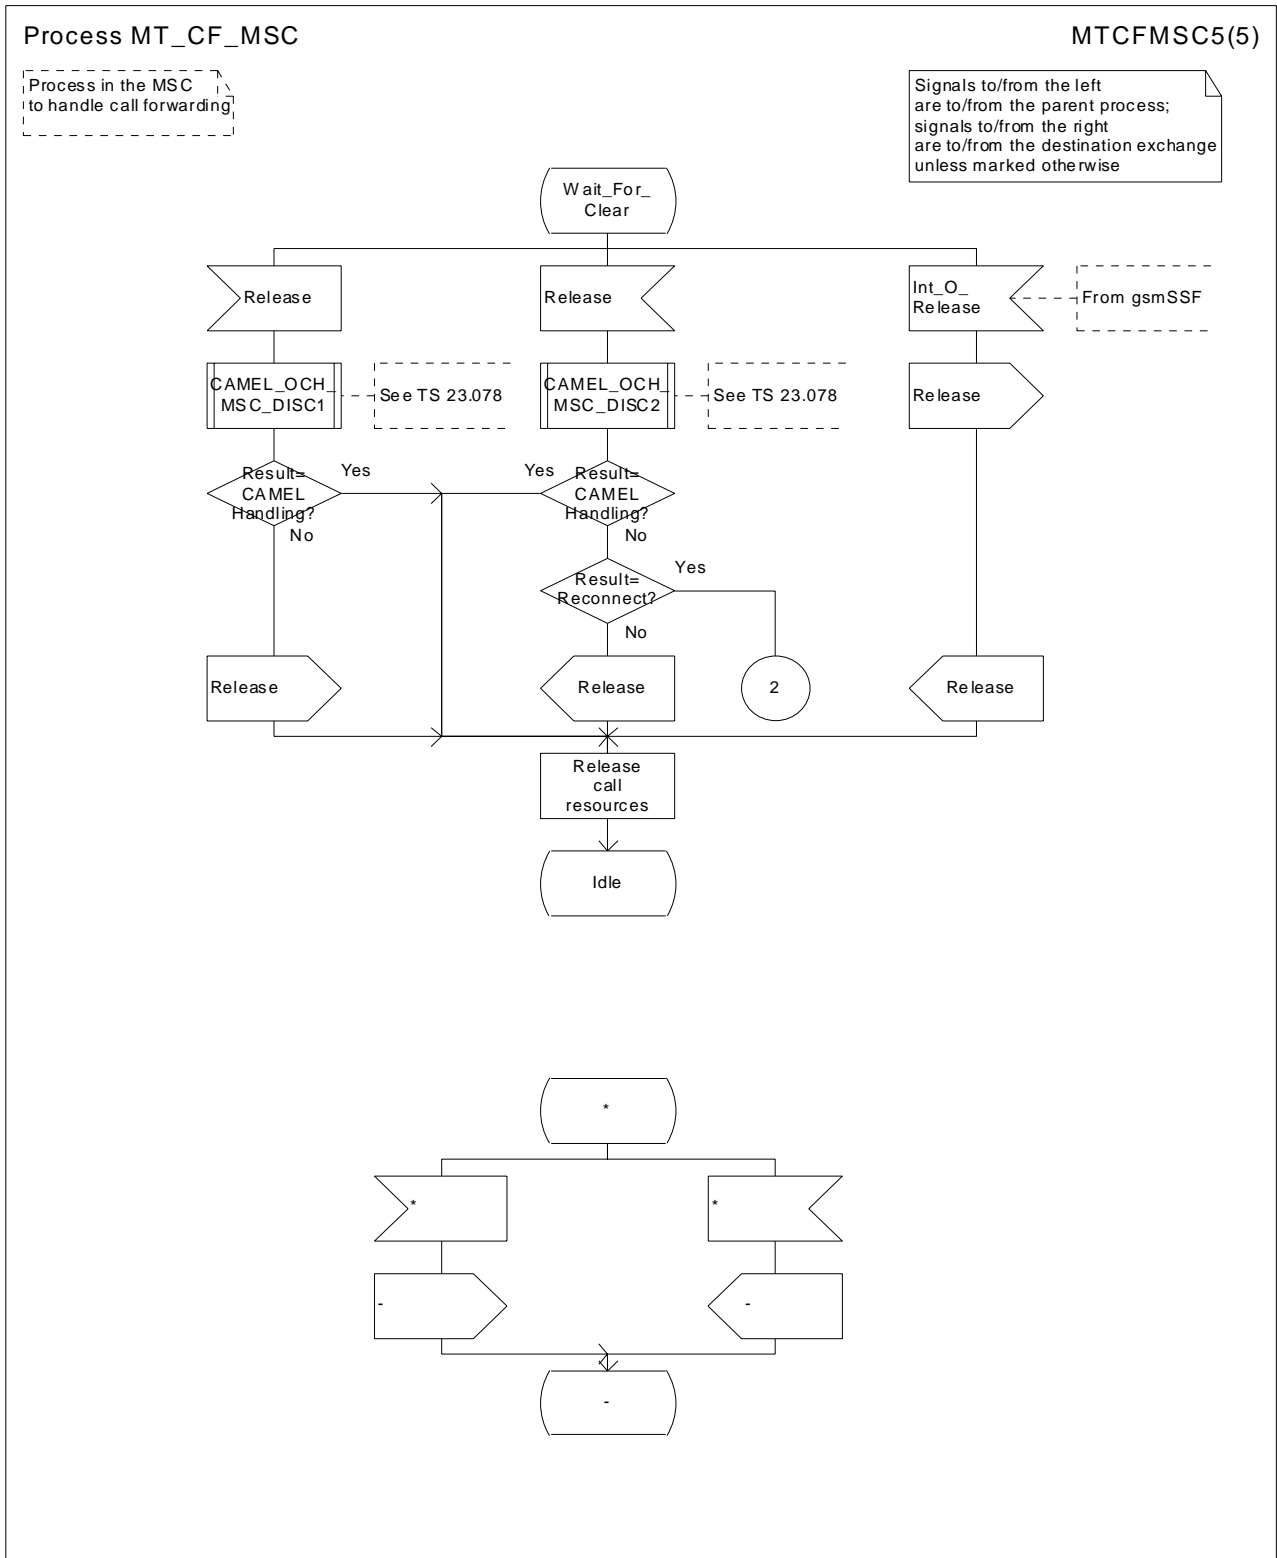 Process MT_CF_MSC
MTCFMSC5(5)
Process in the MSC
to handle call forwarding
Signals to/from the left
are to/from the parent process;
signals to/from the right
are to/from the destination exchange
unless marked otherwise
Wait_For_
Clear
Release
Release
Int_O_
Release
From gsmSSF
CAMEL_OCH_
MSC_DISC1
See TS 23.078
CAMEL_OCH_
MSC_DISC2
See TS 23.078
Release
Result=
CAMEL
Handling?
Yes
No
Yes
Result=
CAMEL
Handling?
No
Result=
Reconnect?
Yes
No
Release
Release
2
Release
Release
call
resources
Idle
*
*
*
-
-
-